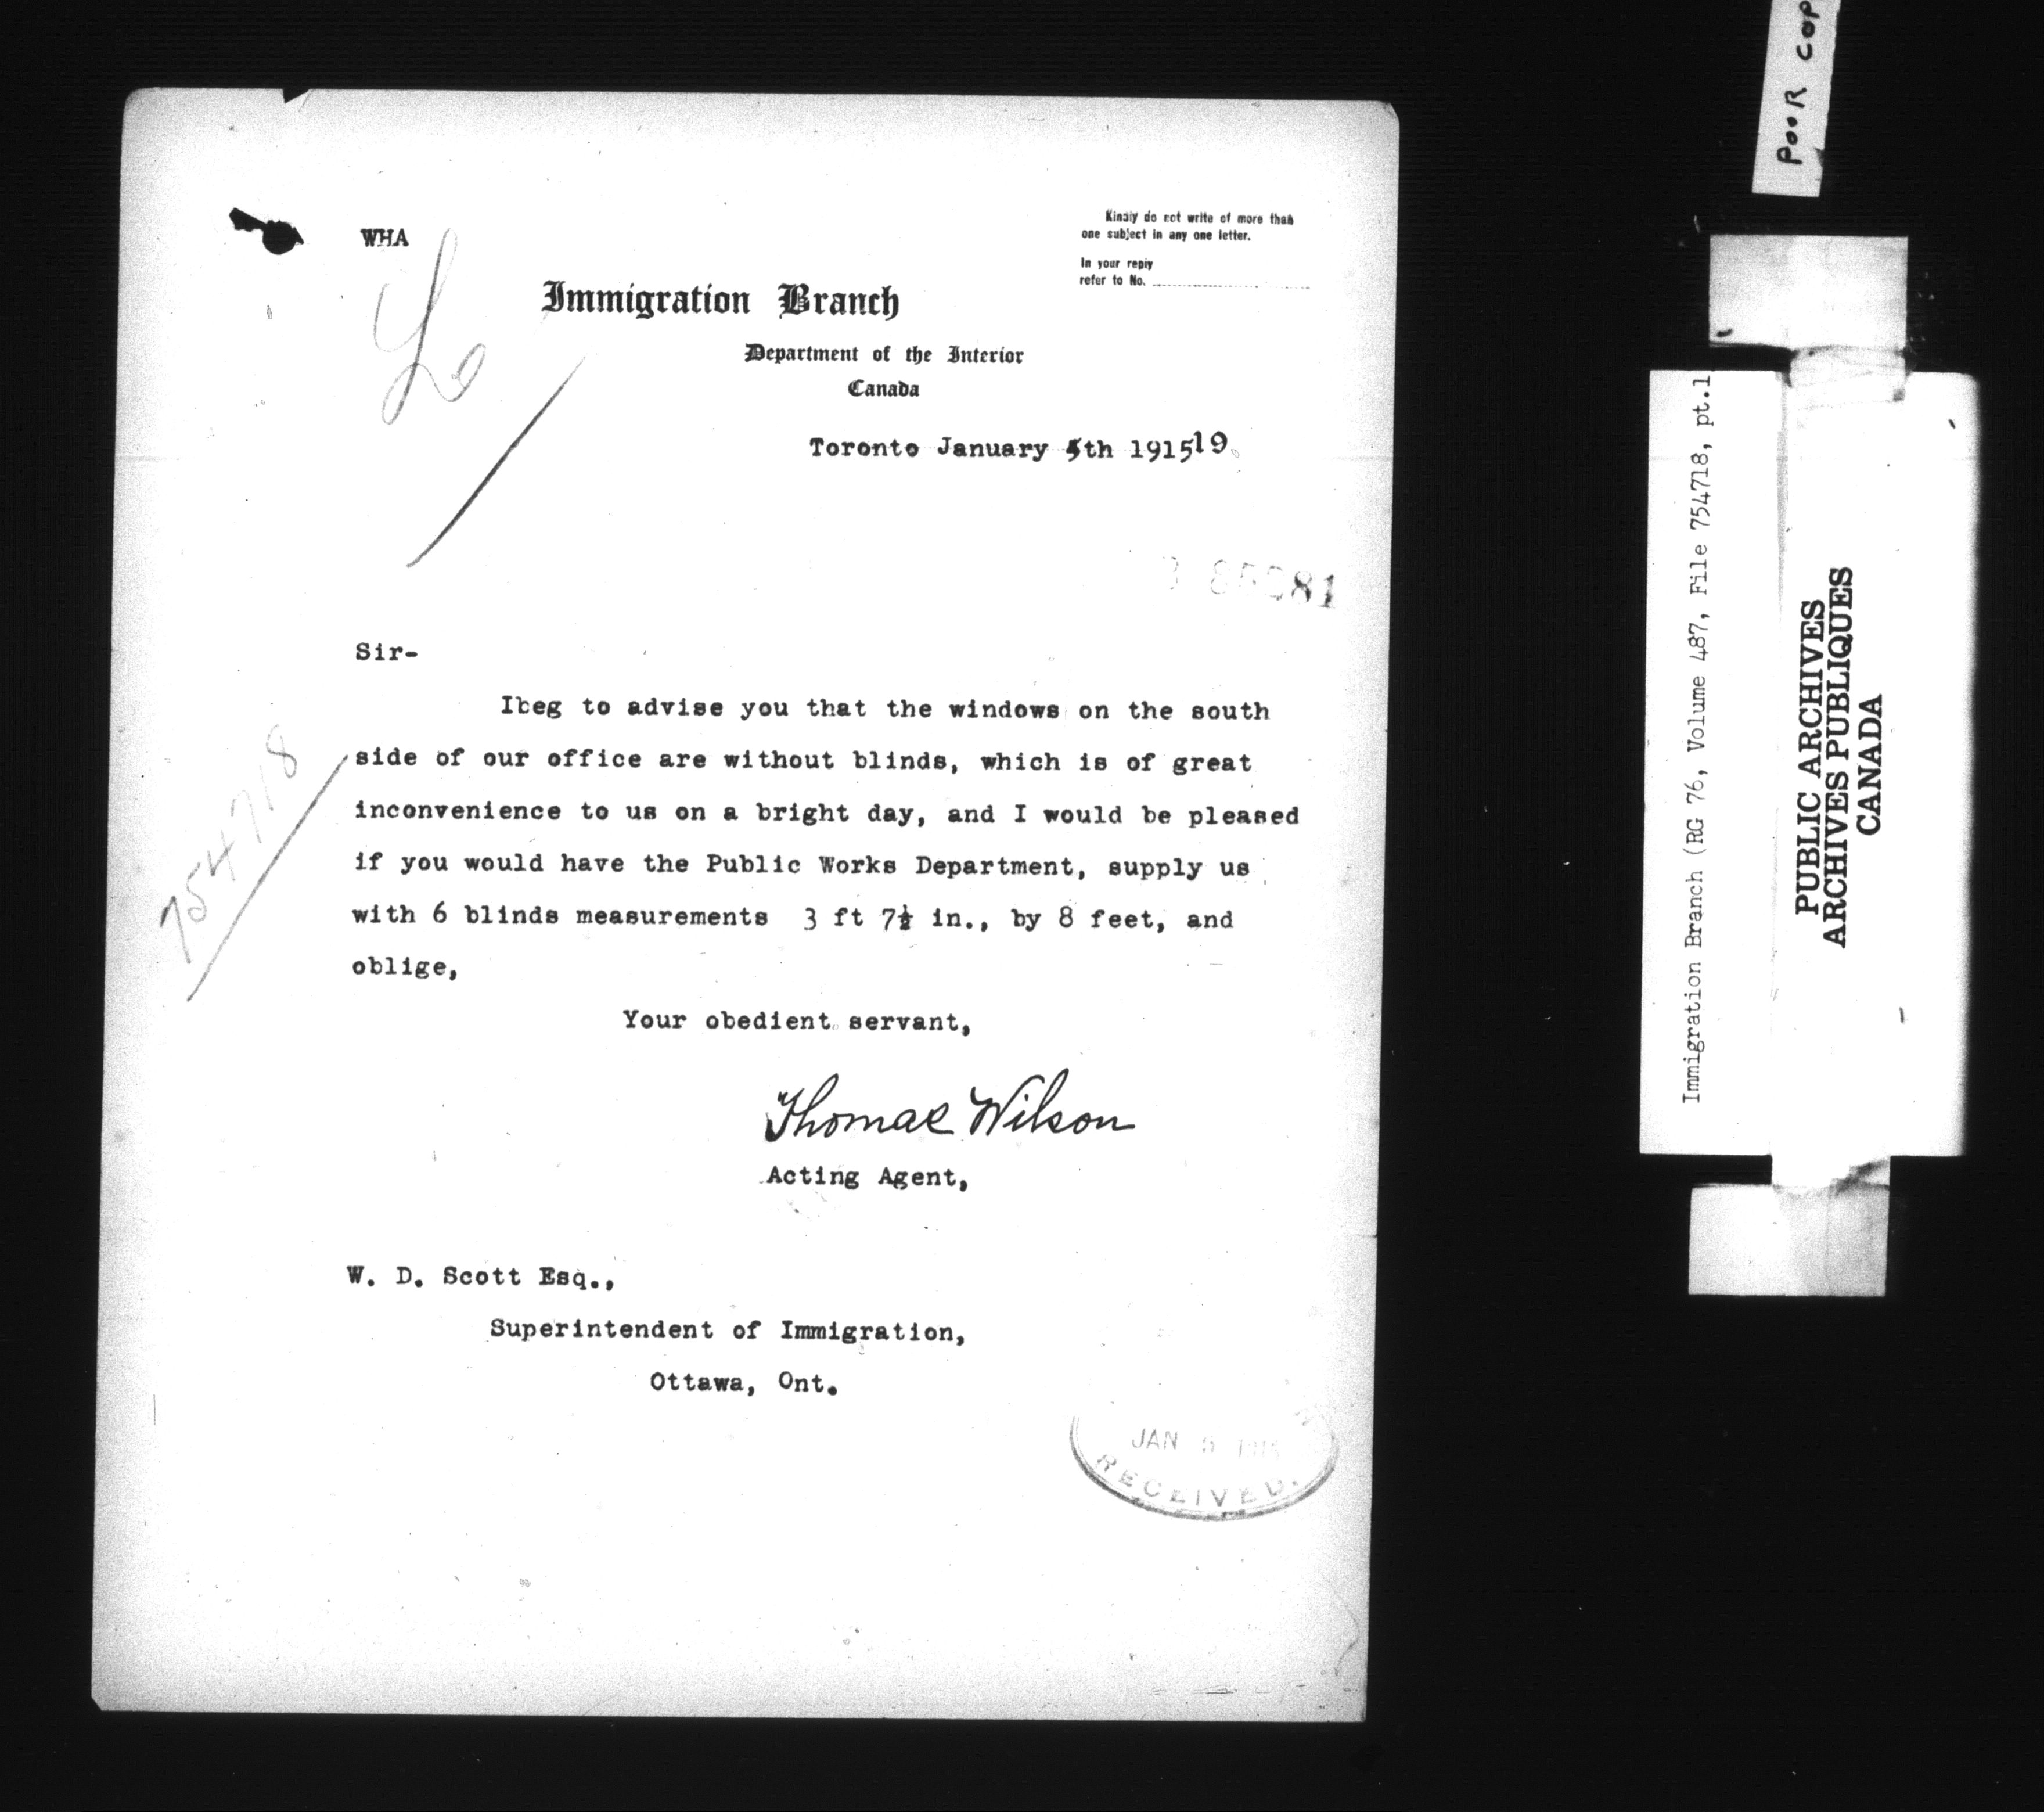 WHA
Kindly do not write of more than
one subject in any one letter.
In your reply
refer to No.
Immigration Branch
Department of the Interior
Canada
Toronto January 5th 191519
81
Sir-
Ibeg to advise you that the windows on the south
side of our office are without blinds, which is of great
inconvenience to us on a bright day, and I would be pleased
if you would have the Public Works Department, supply us
with 6 blinds measurements 3 ft 7½ in., by 8 feet, and
oblige,
754718
Your obedient servant,
Thomas Wilson
Acting Agent,
W. D. Scott Esq.,
Superintendent of Immigration,
Ottawa, Ont.
JAN 5
RECEIVED.
POOR COP
Immigration Branch (RG 76, Volume 487, File 754718, pt.1
PUBLIC ARCHIVES
ARCHIVES PUBLIQUES
CANADA